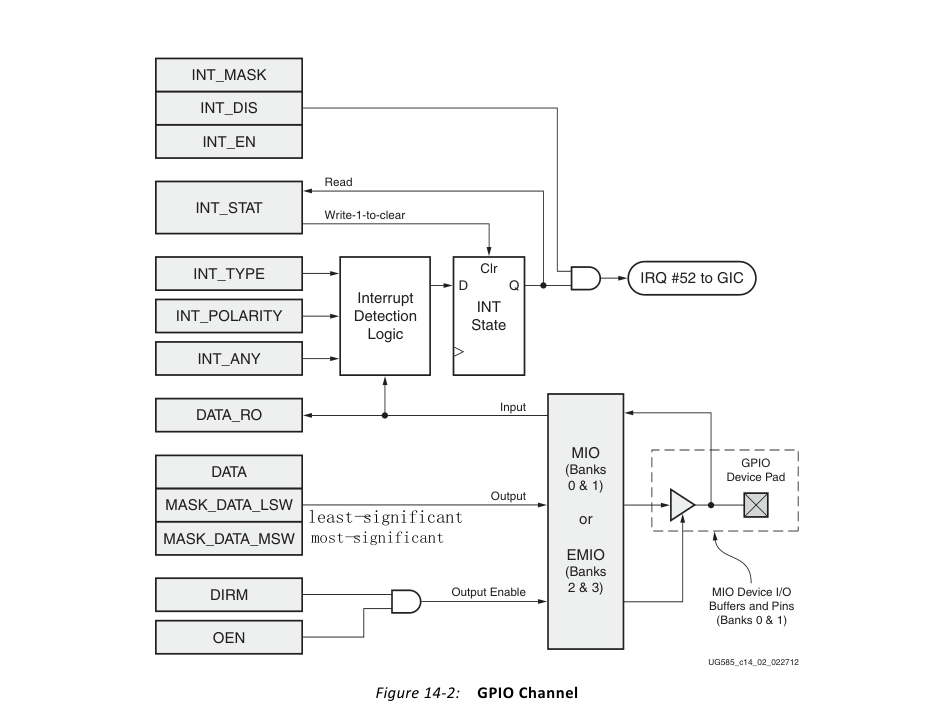 INT_MASK
INT_DIS
INT_EN
Read
INT_STAT
Write-1-to-clear
INT_TYPE
INT_POLARITY
INT_ANY
Interrupt
Detection
Logic
Clr
D
Q
INT
State
IRQ #52 to GIC
DATA_RO
Input
DATA
MASK_DATA_LSW
MASK_DATA_MSW
Output
least-significant
most-significant
DIRM
OEN
Output Enable
MIO
(Banks
0 & 1)
or
EMIO
(Banks
2 & 3)
GPIO
Device Pad
MIO Device I/O
Buffers and Pins
(Banks 0 & 1)
UG585_c14_02_022712
Figure 14-2: GPIO Channel